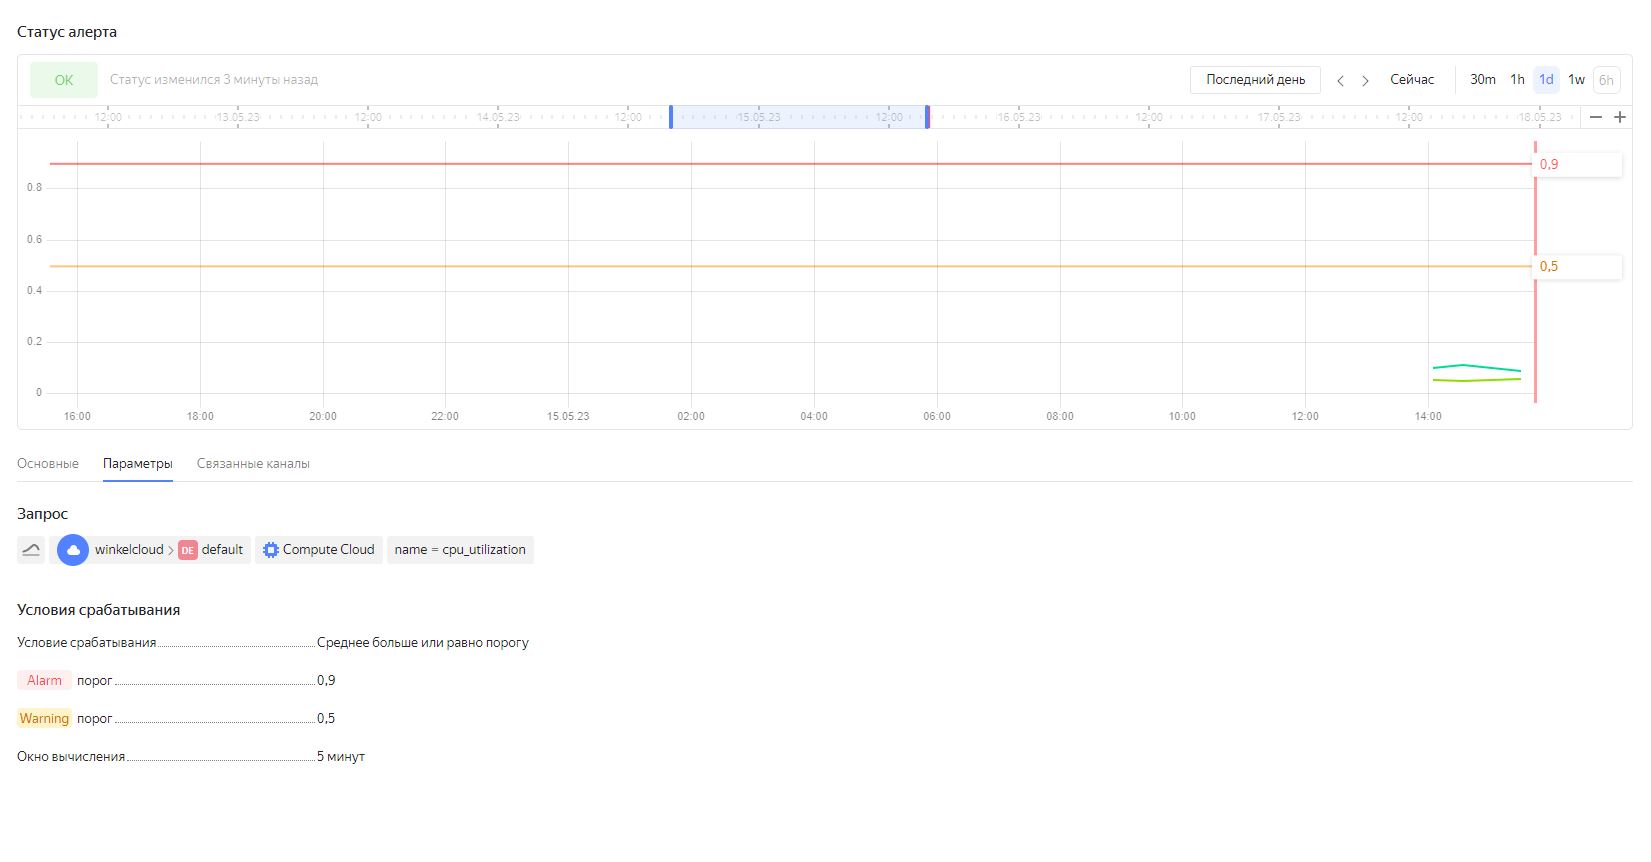 Статус алерта
OK Статус изменился 3 минуты назад Последний день Сейчас 30m 1h 1d 1w 6h
12:00 13.05.23 12:00 14.05.23 12:00 15.05.23 12:00 16.05.23 12:00 17.05.23 12:00 18.05.23
0,9
0.8
0.6
0,5
0.4
0.2
0
16:00 18:00 20:00 22:00 15.05.23 02:00 04:00 06:00 08:00 10:00 12:00 14:00
Основные Параметры Связанные каналы
Запрос
winkelcloud > DE default Compute Cloud name = cpu_utilization
Условия срабатывания
Условие срабатывания Среднее больше или равно порогу
Alarm порог 0,9
Warning порог 0,5
Окно вычисления 5 минут